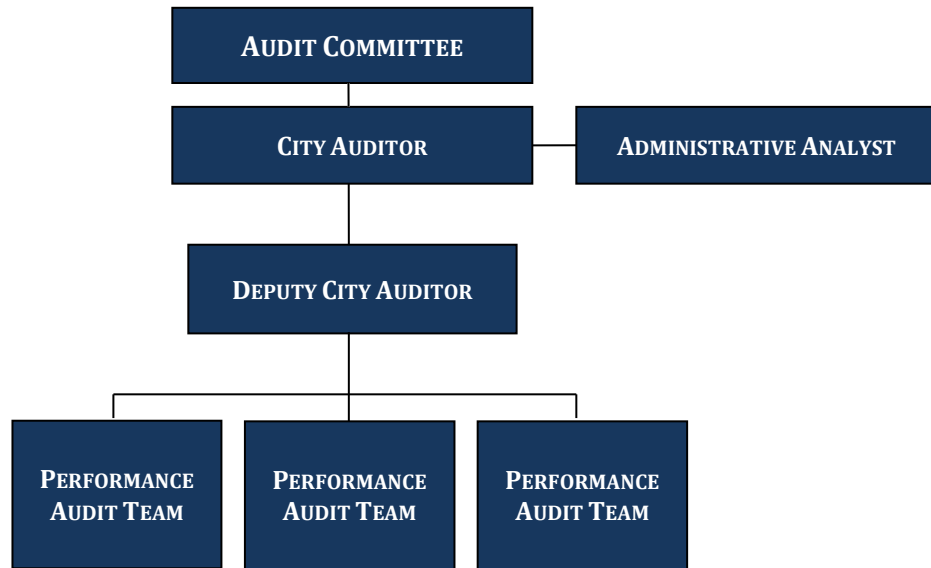 AUDIT COMMITTEE
CITY AUDITOR
ADMINISTRATIVE ANALYST
DEPUTY CITY AUDITOR
PERFORMANCE
AUDIT TEAM
PERFORMANCE
AUDIT TEAM
PERFORMANCE
AUDIT TEAM